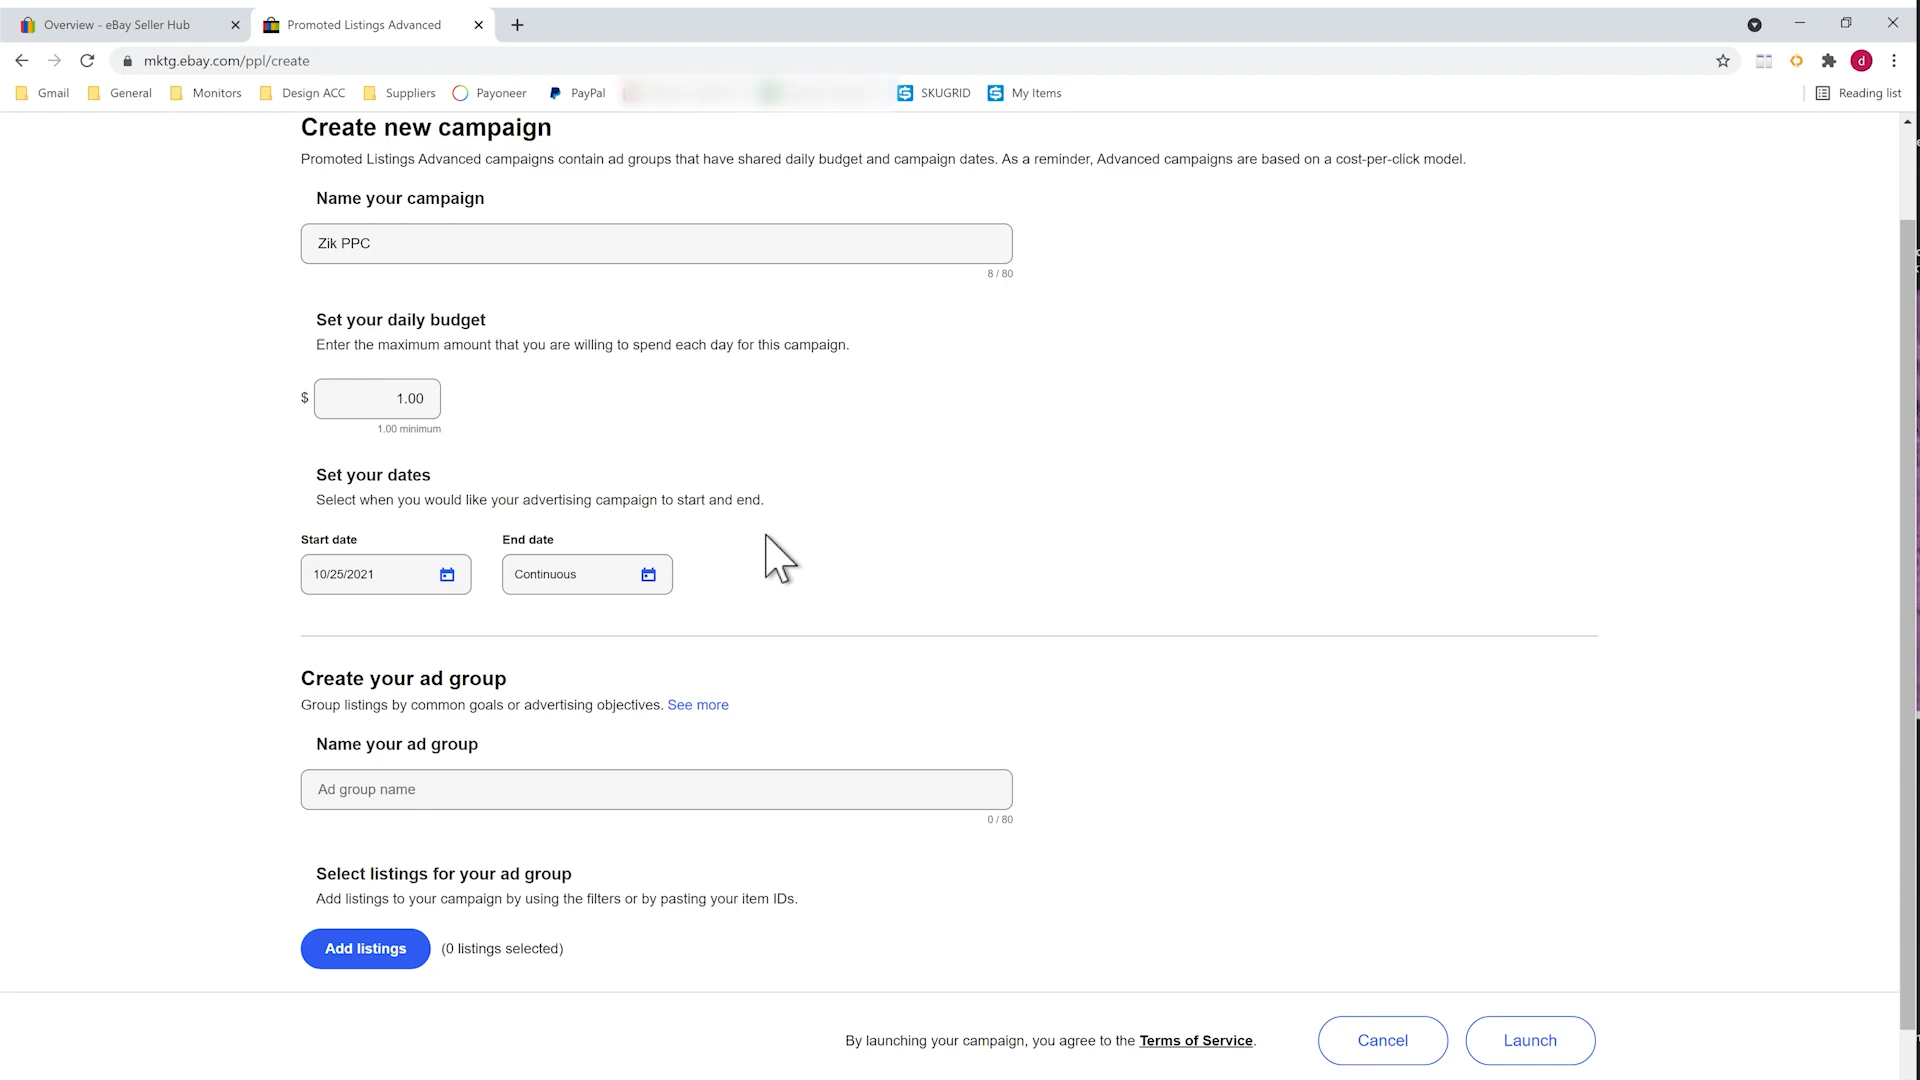 Overview - eBay Seller Hub
Promoted Listings Advanced
mktg.ebay.com/ppl/create
d
Gmail
General
Monitors
Design ACC
Suppliers
Payoneer
PayPal
SKUGRID
My Items
Reading list
Create new campaign
Promoted Listings Advanced campaigns contain ad groups that have shared daily budget and campaign dates. As a reminder, Advanced campaigns are based on a cost-per-click model.
Name your campaign
Zik PPC
8 / 80
Set your daily budget
Enter the maximum amount that you are willing to spend each day for this campaign.
$ 1.00
1.00 minimum
Set your dates
Select when you would like your advertising campaign to start and end.
Start date End date
10/25/2021 Continuous
Create your ad group
Group listings by common goals or advertising objectives. See more
Name your ad group
Ad group name
0 / 80
Select listings for your ad group
Add listings to your campaign by using the filters or by pasting your item IDs.
Add listings (0 listings selected)
By launching your campaign, you agree to the Terms of Service. Cancel Launch